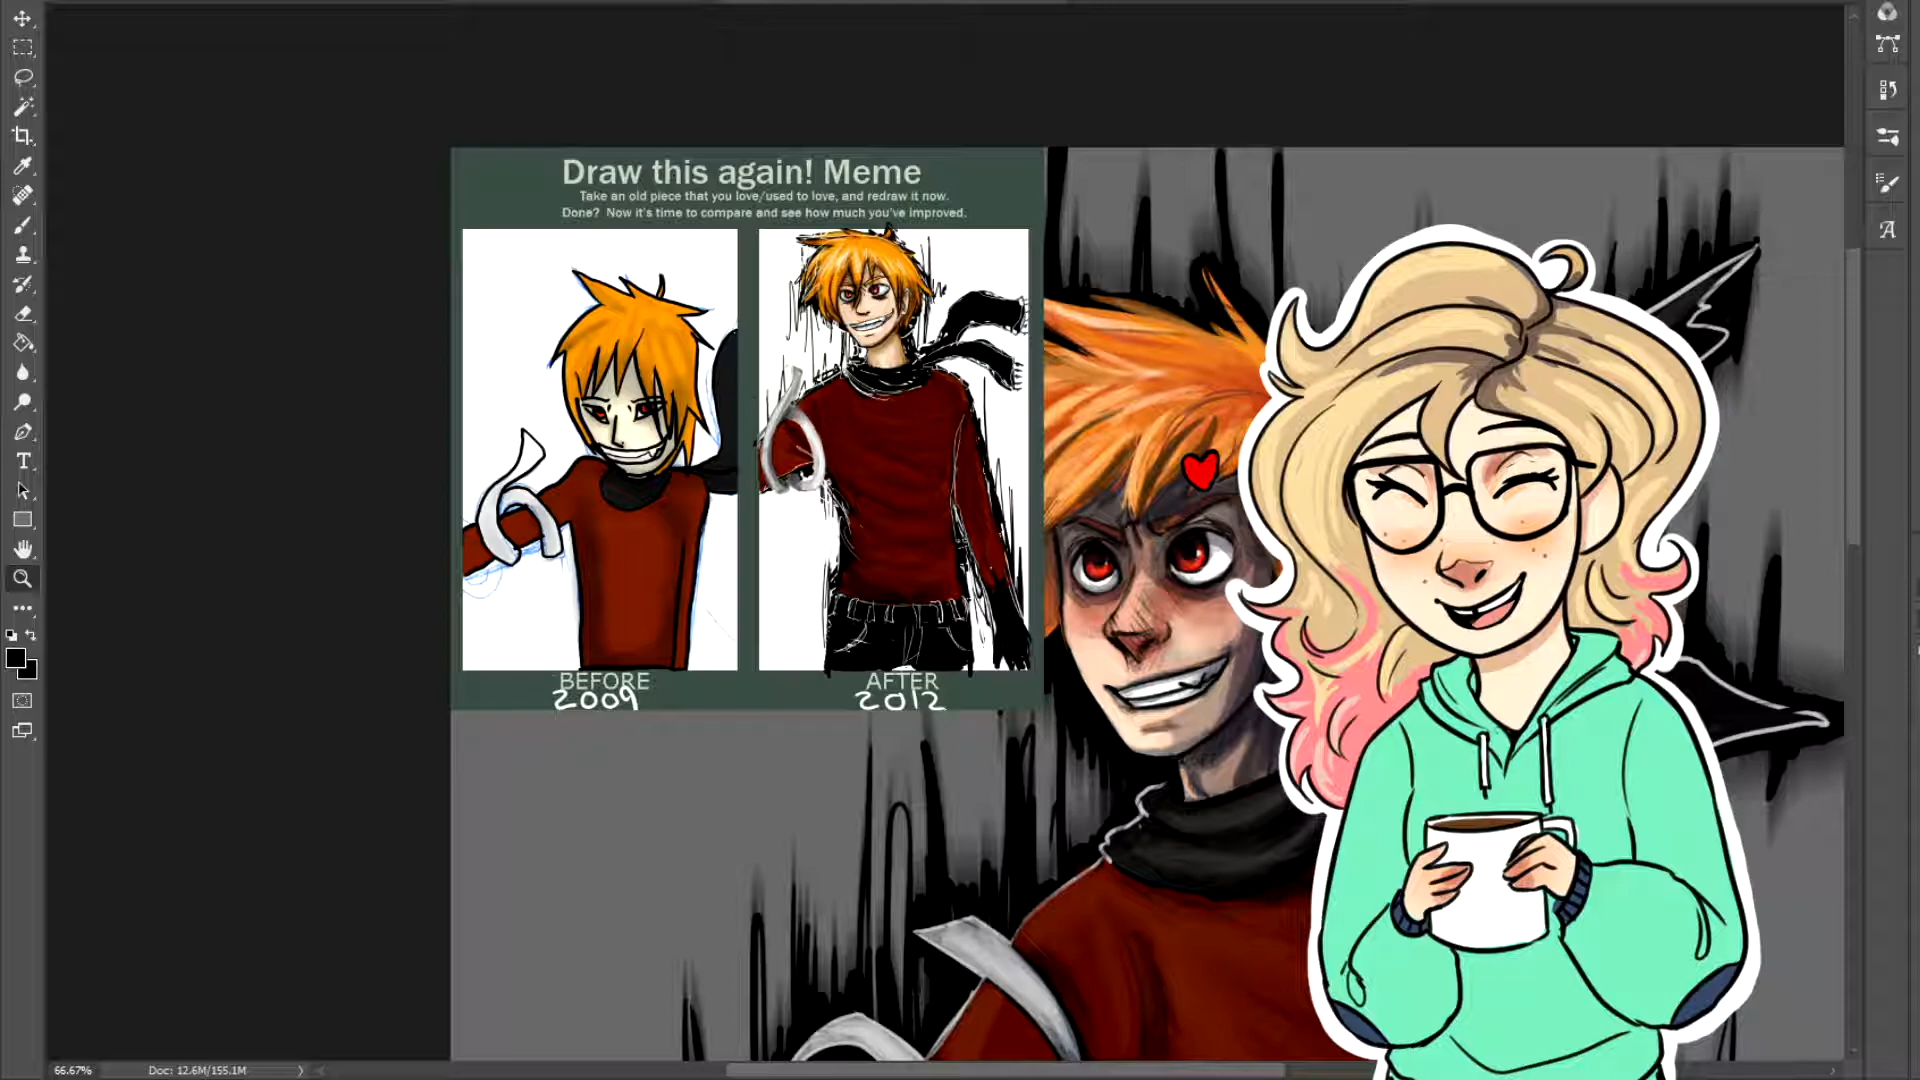 Draw this again! Meme
Take an old piece that you love/used to love, and redraw it now.
Done? Now it's time to compare and see how much you've improved.
BEFORE
2009
AFTER
2012
66.67%
Doc: 12.6M/155.1M